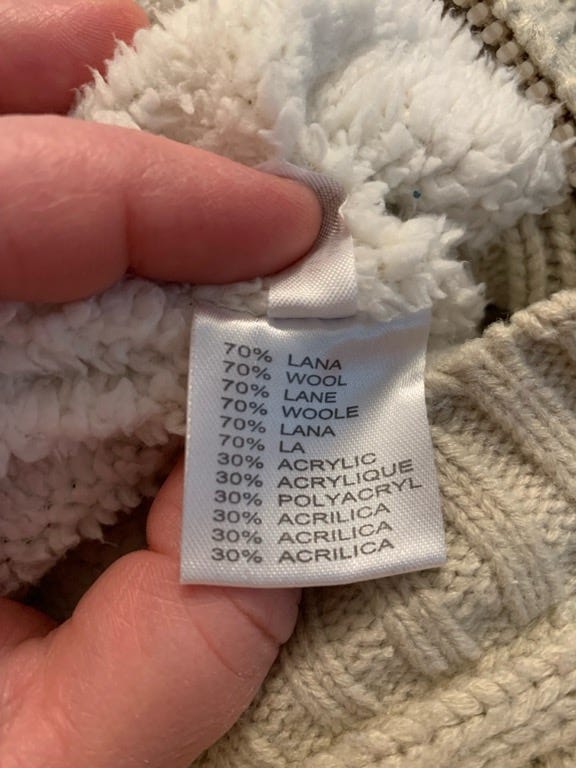 70% LANA
70% WOOL
70% LANE
70% WOOLE
70% LANA
70% LA
30% ACRYLIC
30% ACRYLIQUE
30% POLYACRYL
30% ACRILICA
30% ACRILICA
30% ACRILICA